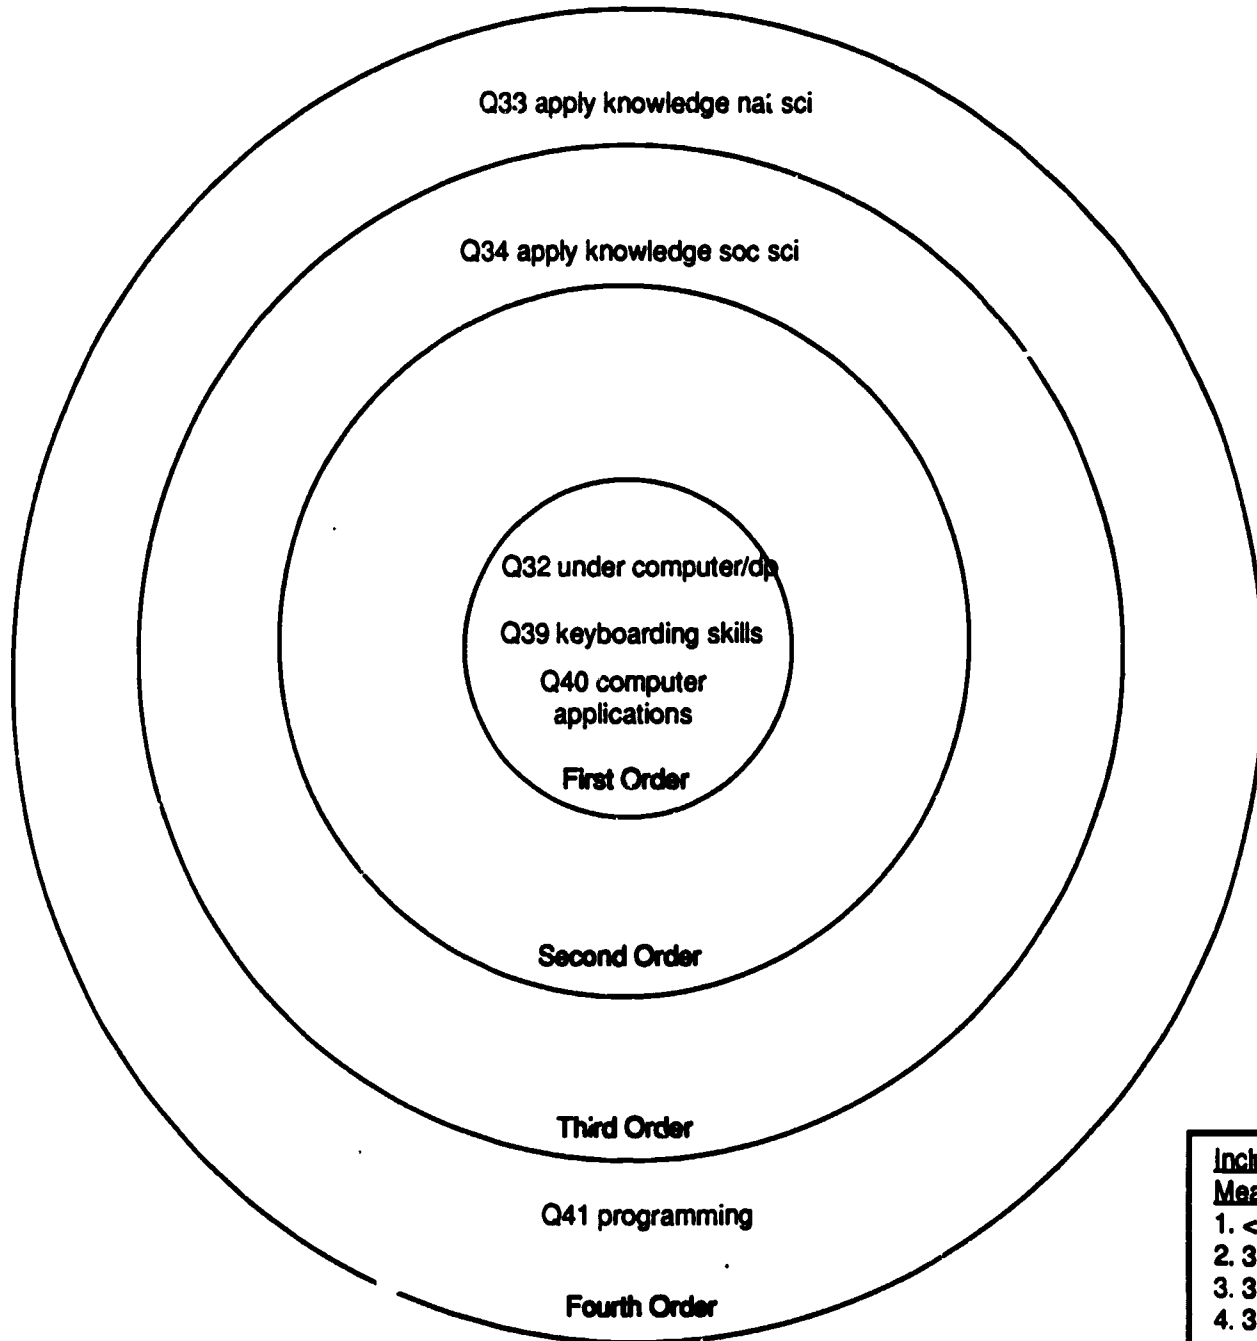 Q33 apply knowledge nat sci
Q34 apply knowledge soc sci
Q32 under computer/dp
Q39 keyboarding skills
Q40 computer
applications
First Order
Second Order
Third Order
Q41 programming
Fourth Order
1. <
2. 3
3. 3
4. 3